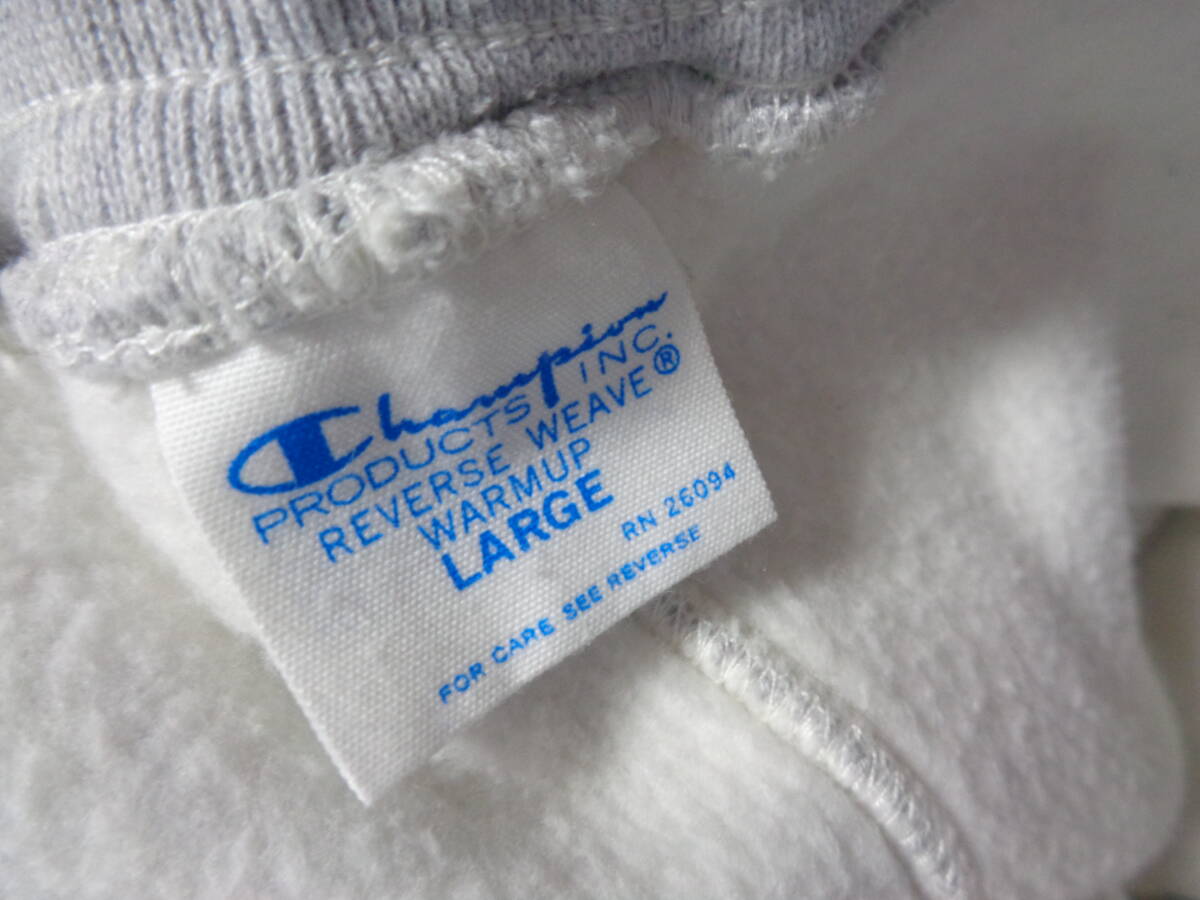 Champion
PRODUCTS INC.
REVERSE WEAVE®
WARMUP
LARGE
RN 26094
FOR CARE SEE REVERSE